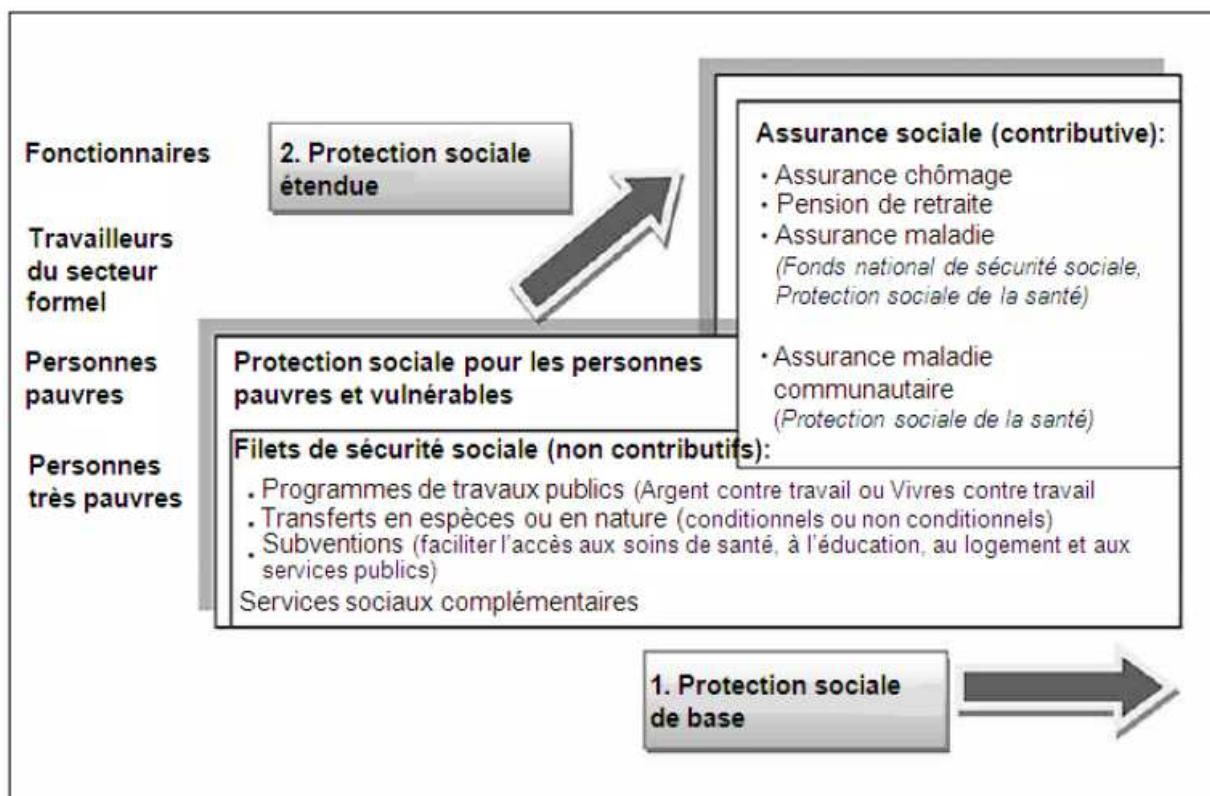 Fonctionnaires
Travailleurs
du secteur
formel
Personnes
pauvres
Personnes
très pauvres
2. Protection sociale
étendue
Assurance sociale (contributive):
• Assurance chômage
• Pension de retraite
• Assurance maladie
(Fonds national de sécurité sociale,
Protection sociale de la santé)
• Assurance maladie
communautaire
(Protection sociale de la santé)
Protection sociale pour les personnes
pauvres et vulnérables
Filets de sécurité sociale (non contributifs):
• Programmes de travaux publics (Argent contre travail ou Vivres contre travail
• Transferts en espèces ou en nature (conditionnels ou non conditionnels)
• Subventions (faciliter l'accès aux soins de santé, à l'éducation, au logement et aux
services publics)
Services sociaux complémentaires
1. Protection sociale
de base